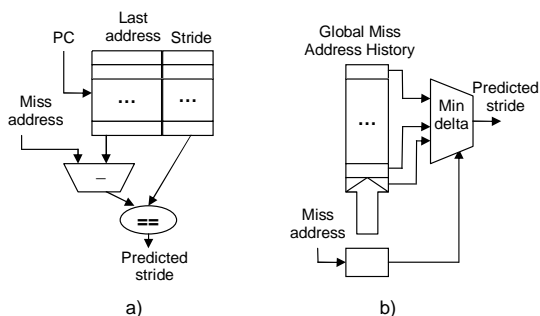 Last
address
Stride
PC
...
...
Miss
address
–
==
Predicted
stride
a)
Global Miss
Address History
...
Min
delta
Predicted
stride
Miss
address
b)